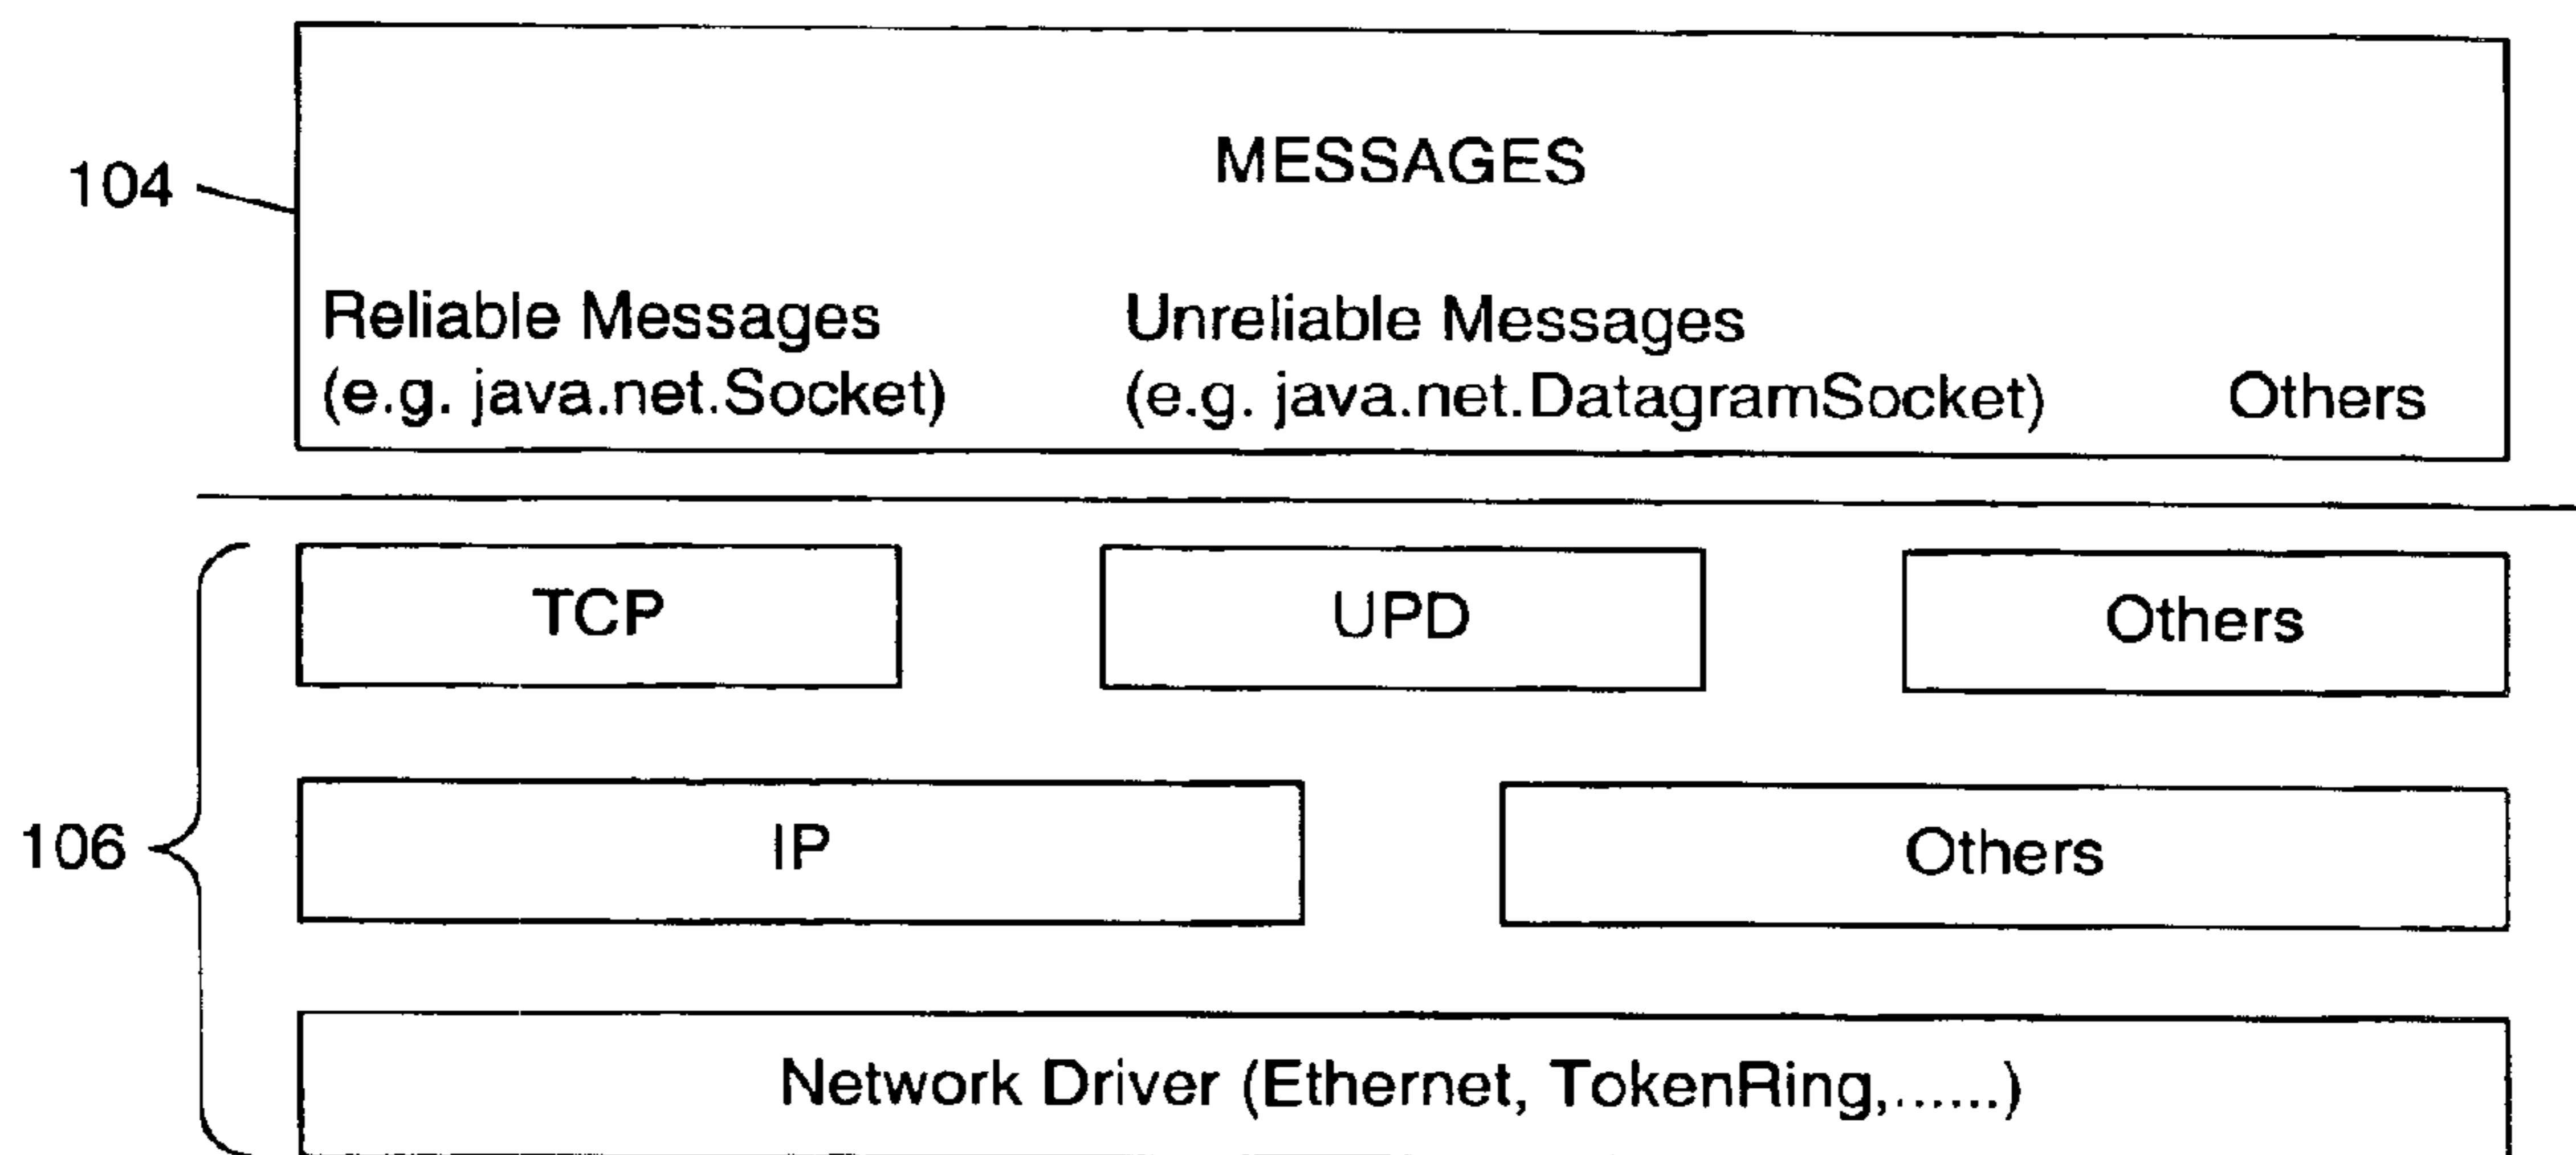 MESSAGES
104
Reliable Messages
(e.g. java.net.Socket)
Unreliable Messages
(e.g. java.net.DatagramSocket)
Others
TCP
UPD
Others
106
IP
Others
Network Driver (Ethernet, TokenRing,......)